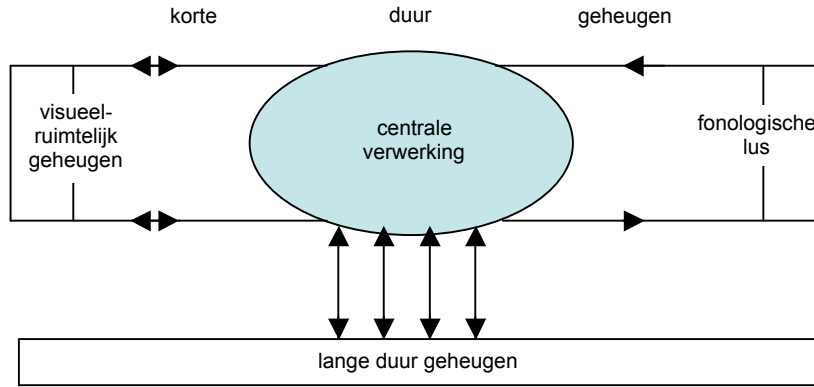 korte duur geheugen
visueel-
ruimtelijk
geheugen
centrale
verwerking
fonologische
lus
lange duur geheugen